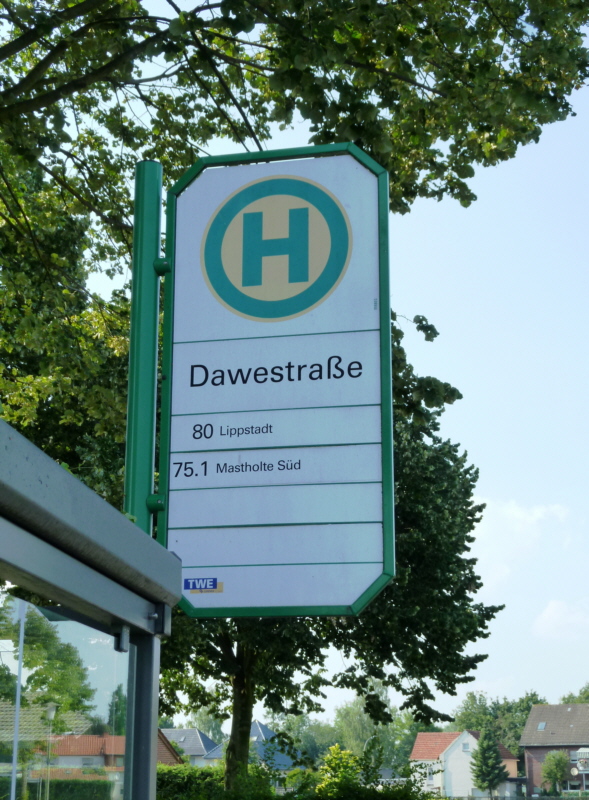 H
Dawestraße
80 Lippstadt
75.1 Mastholte Süd
TWE